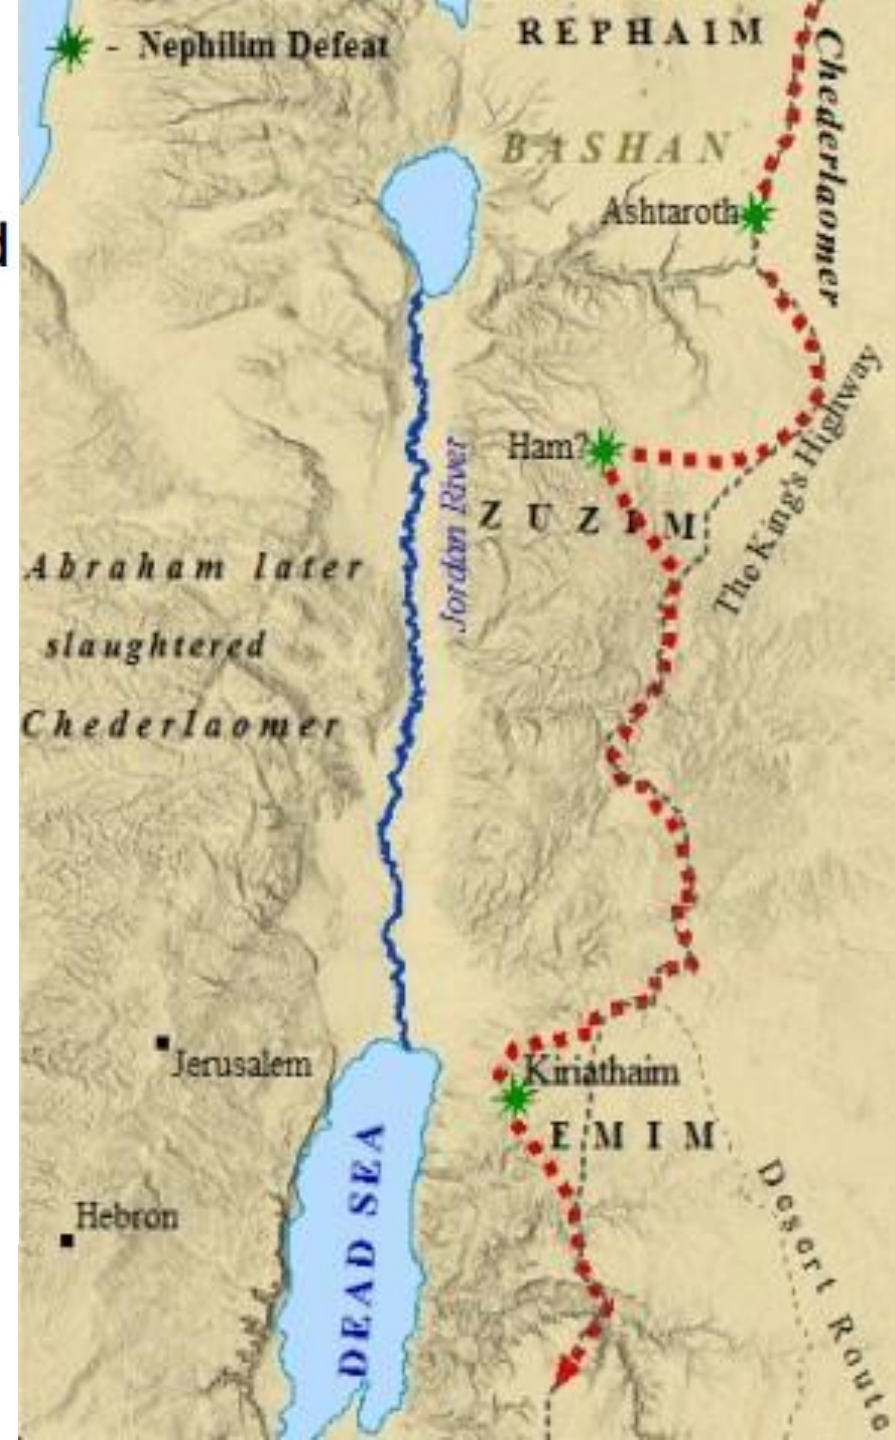 REPHAIM
- Nephilim Defeat
Chederlaomer
BASHAN
Ashtaroth
The King's Highway
Ham?
Jordan River
ZUZIM
Abraham later
slaughtered
Chederlaomer
Jerusalem
Kiriathaim
EMIM
Hebron
DEAD SEA
Desert Route